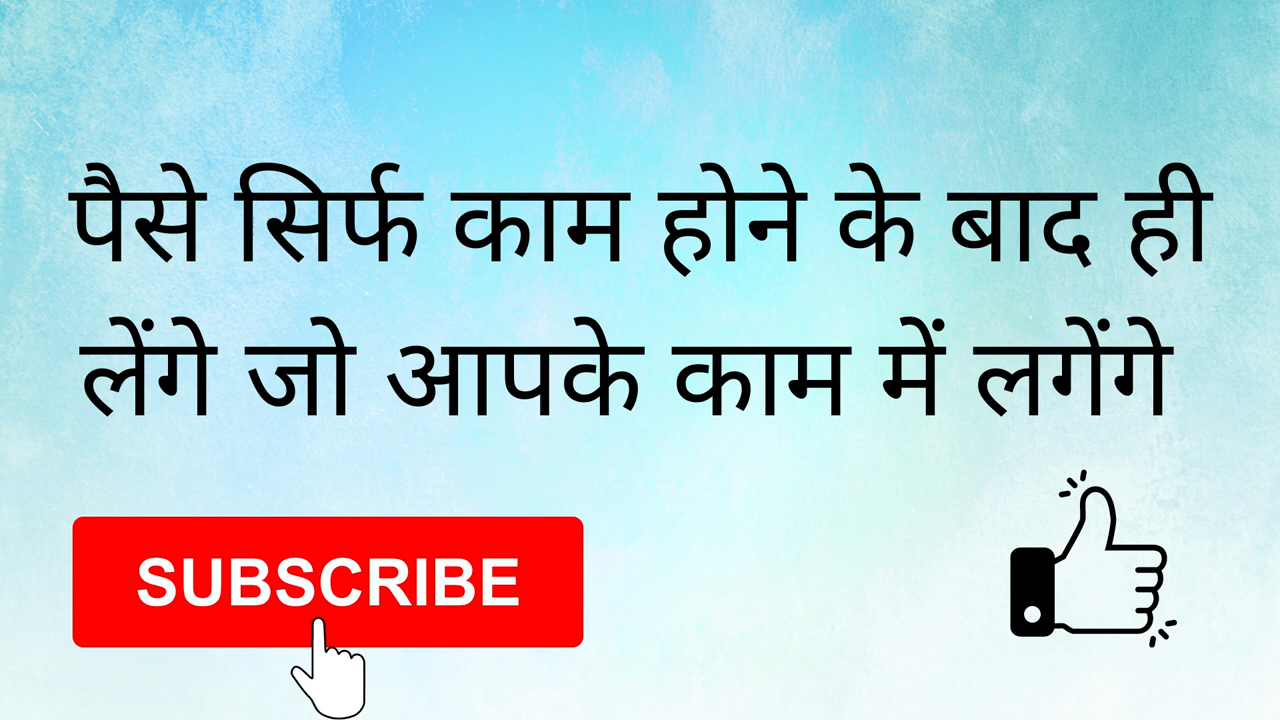 पैसे सिर्फ काम होने के बाद ही
लेंगे जो आपके काम में लगेंगे
SUBSCRIBE